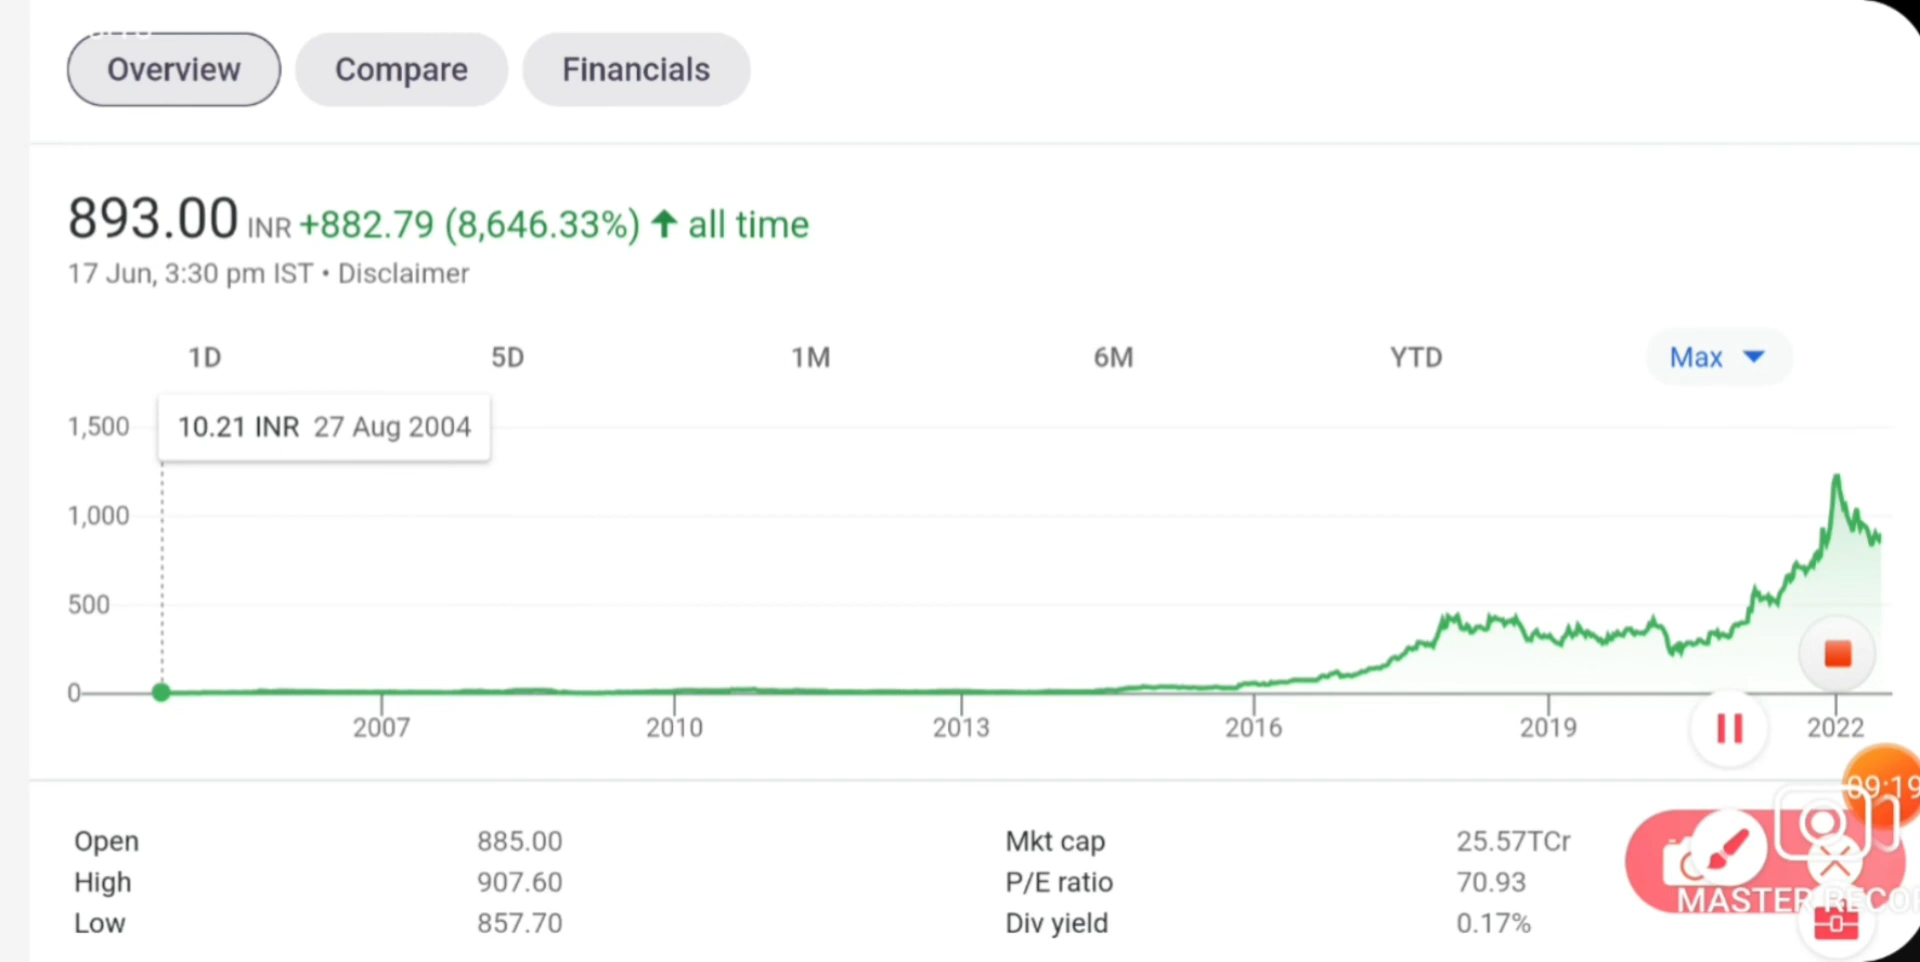 Overview Compare Financials
893.00 INR +882.79 (8,646.33%) ↑ all time
17 Jun, 3:30 pm IST • Disclaimer
1D 5D 1M 6M YTD Max
10.21 INR 27 Aug 2004
1,500
1,000
500
0
2007 2010 2013 2016 2019 2022
09:19
Open 885.00 Mkt cap 25.57TCr
High 907.60 P/E ratio 70.93
Low 857.70 Div yield 0.17%
MASTER